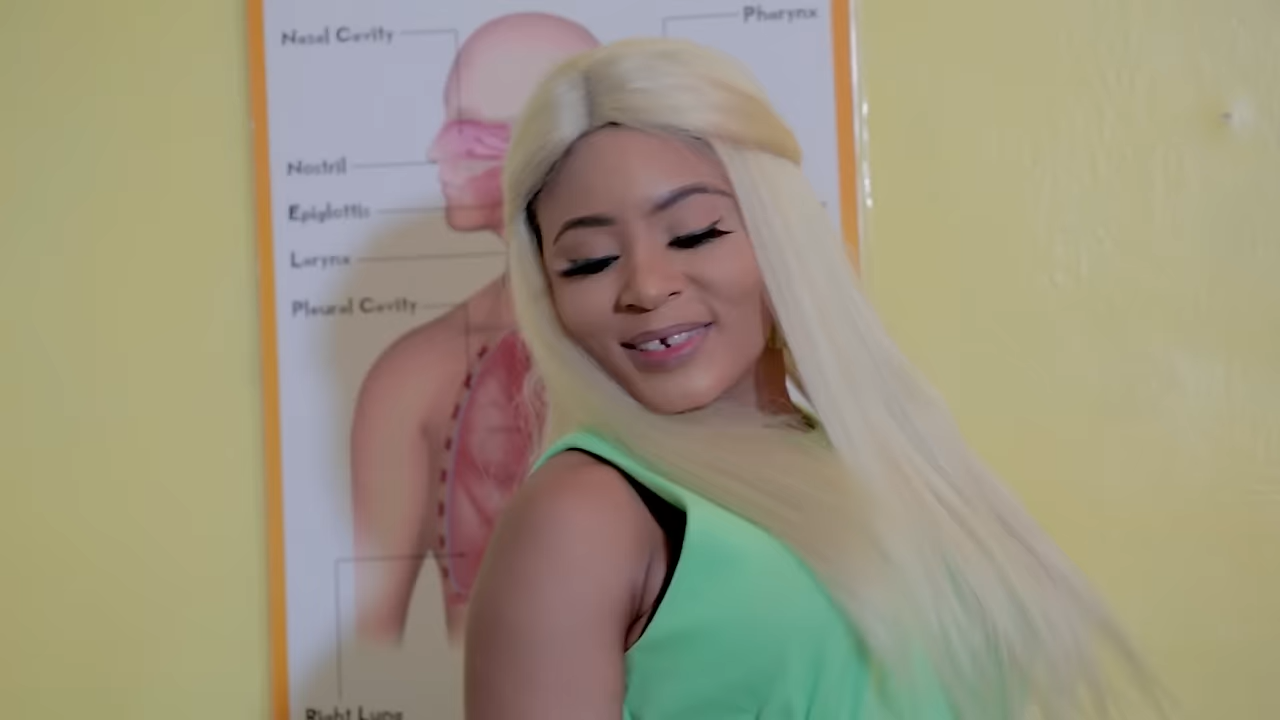 Nasal Cavity
Pharynx
Nostril
Epiglottis
Larynx
Pleural Cavity
Right Lung